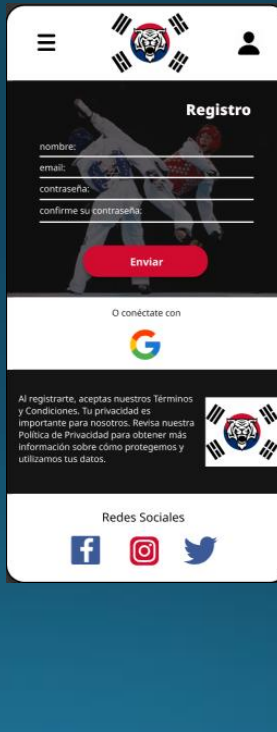 Registro
nombre:
email:
contraseña:
confirme su contraseña:
Enviar
O conéctate con
Al registrarte, aceptas nuestros Términos
y Condiciones. Tu privacidad es
importante para nosotros. Revisa nuestra
Política de Privacidad para obtener más
información sobre cómo protegemos y
utilizamos tus datos.
Redes Sociales